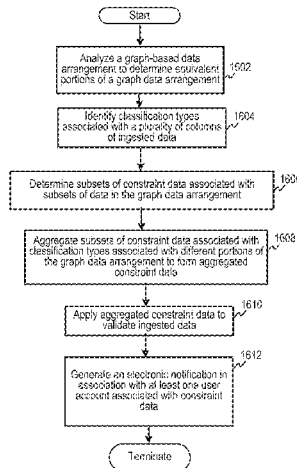 Start
Analyze a graph-based data
arrangement to determine equivalent
portions of a graph data arrangement
1602
Identify classification types
associated with a plurality of columns
of ingested data
1604
Determine subsets of constraint data associated with
subsets of data in the graph data arrangement
Aggregate subsets of constraint data associated with
classification types associated with different portions of
the graph data arrangement to form aggregated
constraint data
1608
Apply aggregated constraint data to
validate ingested data
1610
Generate an electronic notification in
association with at least one user
account associated with constraint
data
1612
Terminate